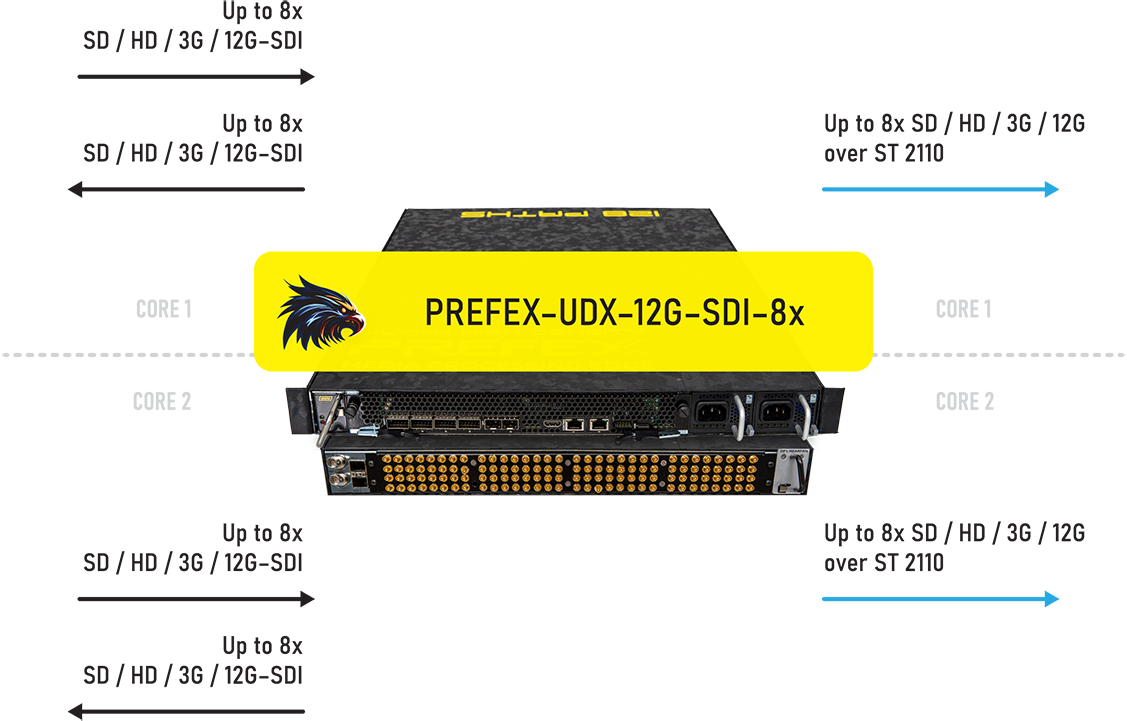 Up to 8x
SD / HD / 3G / 12G-SDI
Up to 8x
SD / HD / 3G / 12G-SDI
Up to 8x SD / HD / 3G / 12G
over ST 2110
128 PATHS
PREFEX-UDX-12G-SDI-8x
CORE 1
CORE 1
PREFEX
CORE 2
CORE 2
Up to 8x
SD / HD / 3G / 12G-SDI
Up to 8x SD / HD / 3G / 12G
over ST 2110
Up to 8x
SD / HD / 3G / 12G-SDI